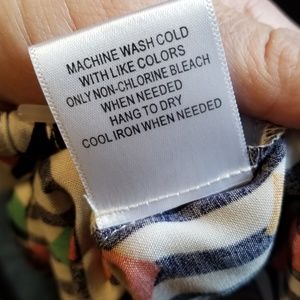 MACHINE WASH COLD
WITH LIKE COLORS
ONLY NON-CHLORINE BLEACH
WHEN NEEDED
HANG TO DRY
COOL IRON WHEN NEEDED